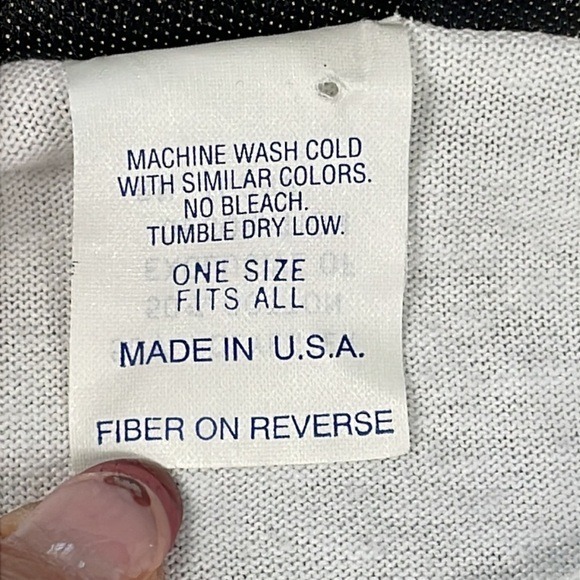 MACHINE WASH COLD
WITH SIMILAR COLORS.
NO BLEACH.
TUMBLE DRY LOW.
ONE SIZE
FITS ALL
MADE IN U.S.A.
FIBER ON REVERSE